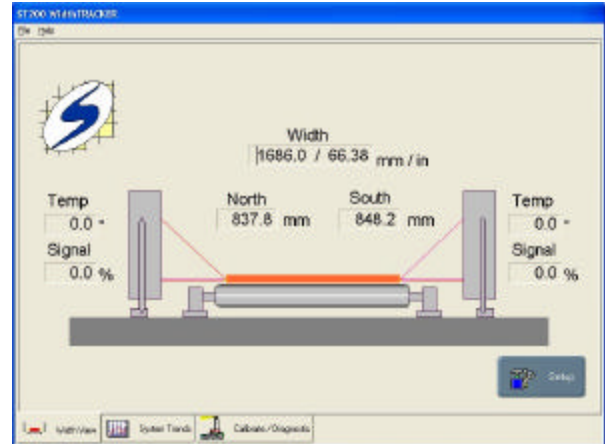 ST200 WidthTRACKER
File Help
Width
1686.0 / 66.38 mm / in
North South
837.8 mm 848.2 mm
Temp Temp
0.0 ° 0.0 °
Signal Signal
0.0 % 0.0 %
Setup
Width View System Trends Calibrate / Diagnostic